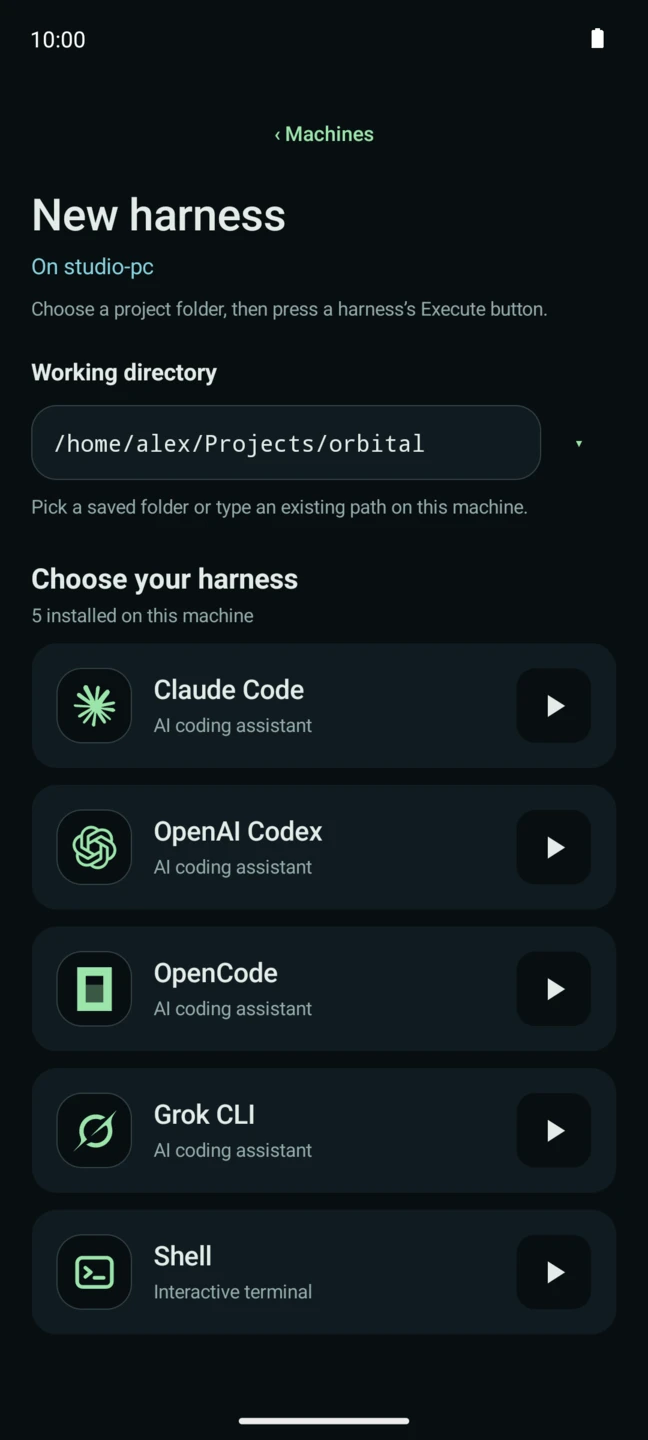 10:00
‹ Machines
New harness
On studio-pc
Choose a project folder, then press a harness’s Execute button.
Working directory
/home/alex/Projects/orbital
Pick a saved folder or type an existing path on this machine.
Choose your harness
5 installed on this machine
Claude Code
AI coding assistant
OpenAI Codex
AI coding assistant
OpenCode
AI coding assistant
Grok CLI
AI coding assistant
Shell
Interactive terminal